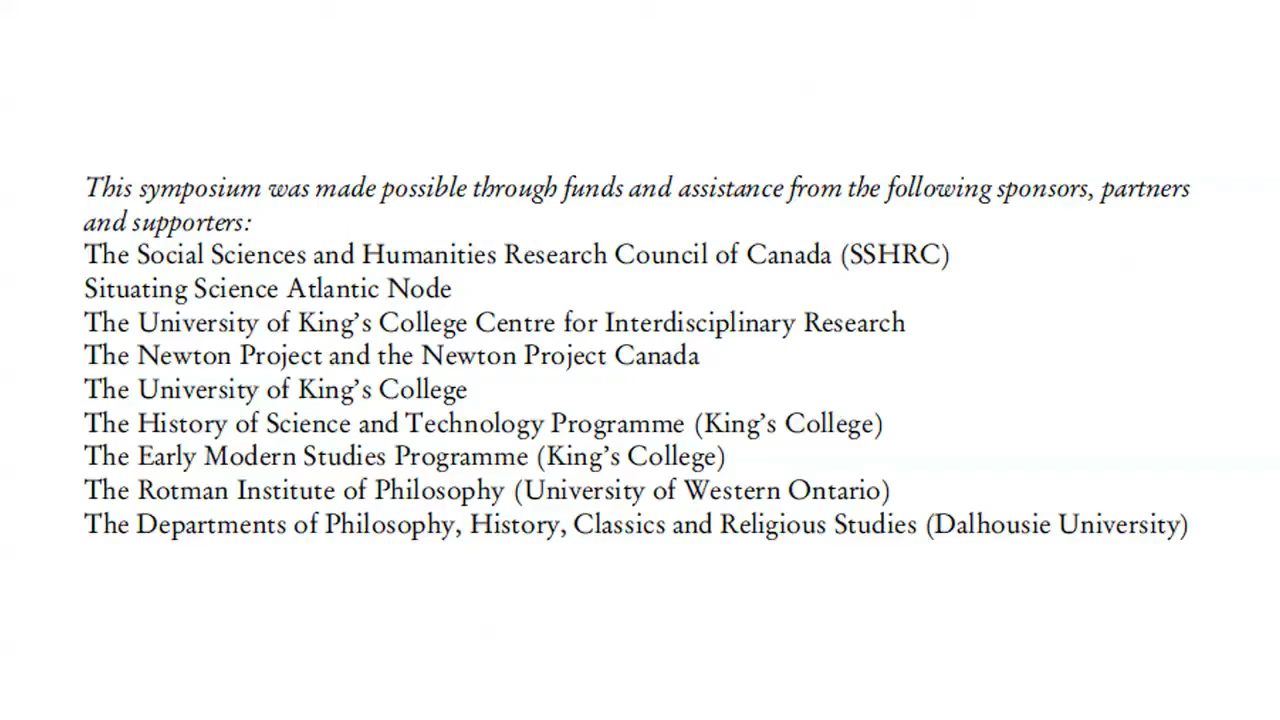 This symposium was made possible through funds and assistance from the following sponsors, partners
and supporters:
The Social Sciences and Humanities Research Council of Canada (SSHRC)
Situating Science Atlantic Node
The University of King’s College Centre for Interdisciplinary Research
The Newton Project and the Newton Project Canada
The University of King’s College
The History of Science and Technology Programme (King’s College)
The Early Modern Studies Programme (King’s College)
The Rotman Institute of Philosophy (University of Western Ontario)
The Departments of Philosophy, History, Classics and Religious Studies (Dalhousie University)